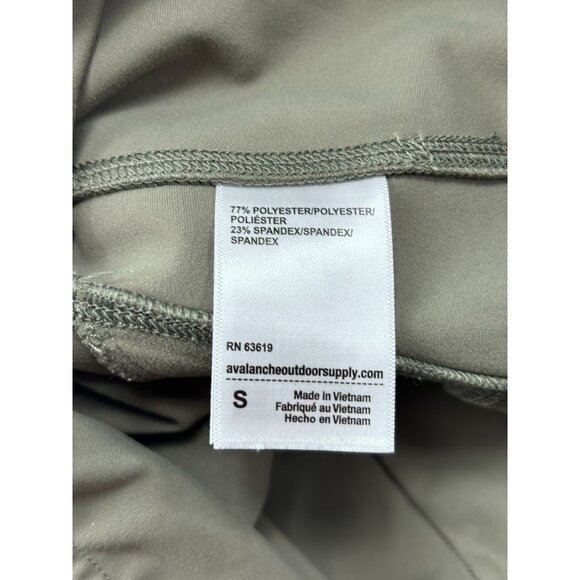 77% POLYESTER/POLYESTER/
POLIÉSTER
23% SPANDEX/SPANDEX/
SPANDEX
RN 63619
avalancheoutdoorsupply.com
S
Made in Vietnam
Fabriqué au Vietnam
Hecho en Vietnam